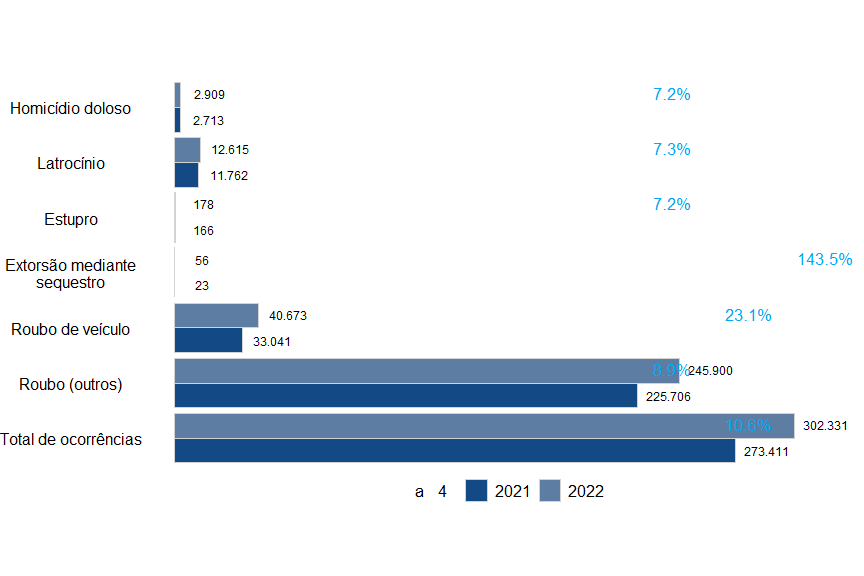 2.909
7.2%
Homicídio doloso
2.713
12.615
7.3%
Latrocínio
11.762
178
7.2%
Estupro
166
56
143.5%
Extorsão mediante
sequestro
23
40.673
23.1%
Roubo de veículo
33.041
8.9%
245.900
Roubo (outros)
225.706
10.6%
302.331
Total de ocorrências
273.411
a 4 2021 2022